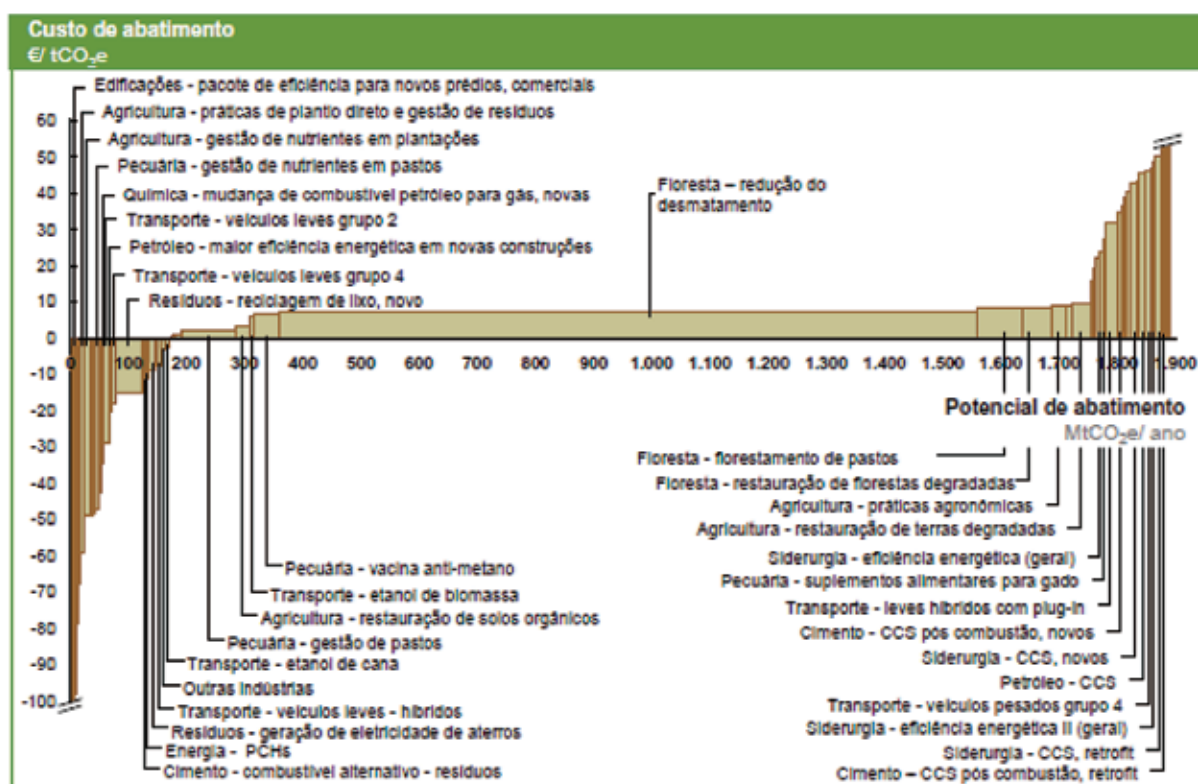 Custo de abatimento
€/ tCO₂e
Edificações - pacote de eficiência para novos prédios, comerciais
Agricultura - práticas de plantio direto e gestão de resíduos
Agricultura - gestão de nutrientes em plantações
Pecuária - gestão de nutrientes em pastos
Química - mudança de combustível petróleo para gás, novas
Transporte - veículos leves grupo 2
Petróleo - maior eficiência energética em novas construções
Transporte - veículos leves grupo 4
Resíduos - reciclagem de lixo, novo
Floresta – redução do
desmatamento
60
50
40
30
20
10
0
-10
-20
-30
-40
-50
-60
-70
-80
-90
-100
0 100 200 300 400 500 600 700 800 900 1.000 1.100 1.200 1.300 1.400 1.500 1.600 1.700 1.800 1.900
Potencial de abatimento
MtCO₂e/ ano
Floresta - florestamento de pastos
Floresta - restauração de florestas degradadas
Agricultura - práticas agronômicas
Agricultura - restauração de terras degradadas
Siderurgia - eficiência energética (geral)
Pecuária - suplementos alimentares para gado
Transporte - leves híbridos com plug-in
Cimento - CCS pós combustão, novos
Siderurgia - CCS, novos
Petróleo - CCS
Transporte - veículos pesados grupo 4
Siderurgia - eficiência energética II (geral)
Siderurgia - CCS, retrofit
Cimento – CCS pós combustão, retrofit
Pecuária - vacina anti-metano
Transporte - etanol de biomassa
Agricultura - restauração de solos orgânicos
Pecuária - gestão de pastos
Transporte - etanol de cana
Outras indústrias
Transporte - veículos leves - híbridos
Resíduos - geração de eletricidade de aterros
Energia - PCHs
Cimento - combustível alternativo - resíduos